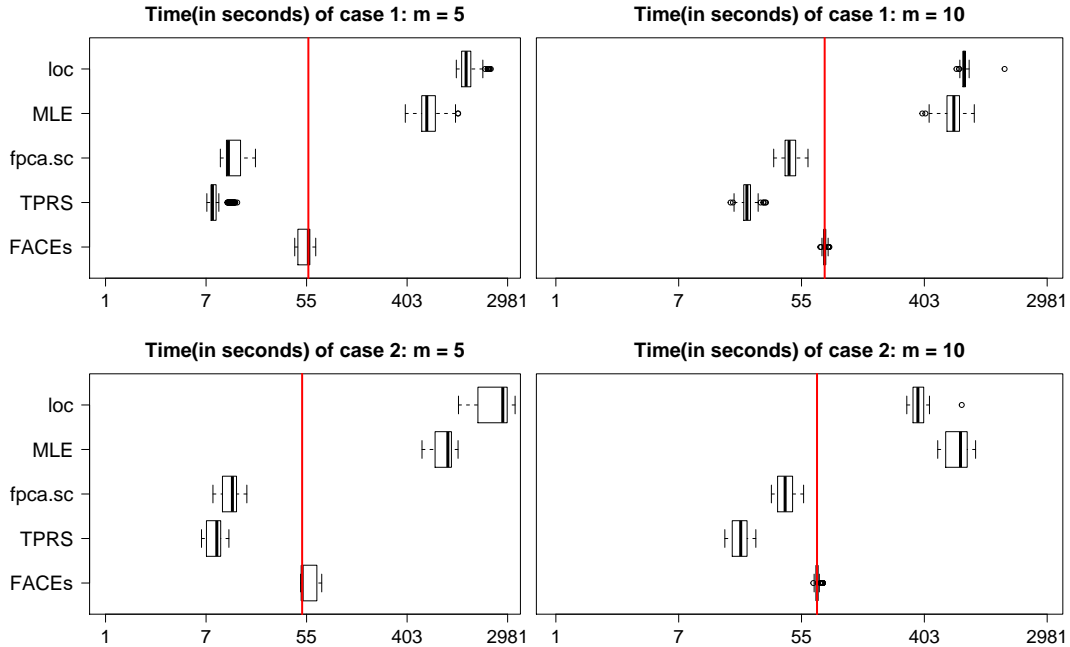 Time(in seconds) of case 1: m = 5
loc
MLE
fpca.sc
TPRS
FACEs
1 7 55 403 2981
Time(in seconds) of case 1: m = 10
1 7 55 403 2981
Time(in seconds) of case 2: m = 5
loc
MLE
fpca.sc
TPRS
FACEs
1 7 55 403 2981
Time(in seconds) of case 2: m = 10
1 7 55 403 2981